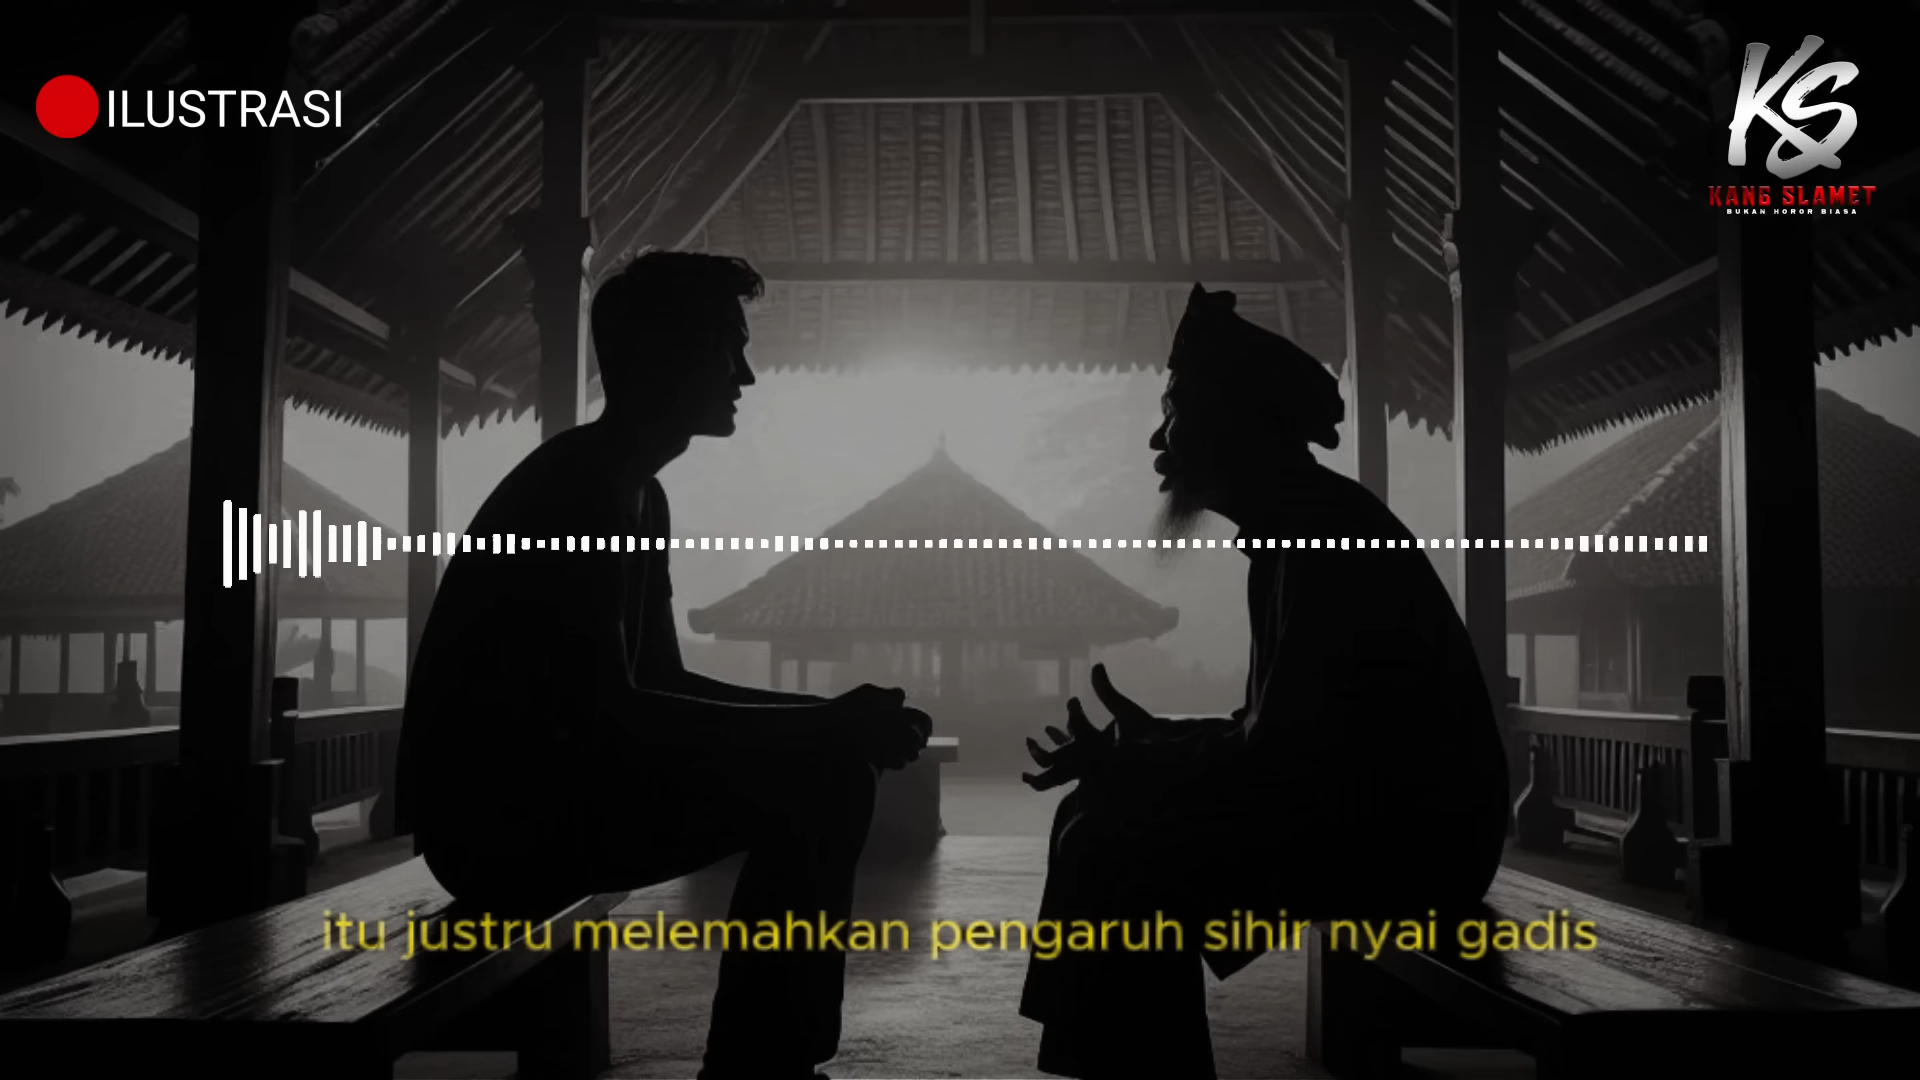 ILUSTRASI
KS
KANG SLAMET
BUKAN HOROR BIASA
itu justru melemahkan pengaruh sihir nyai gadis